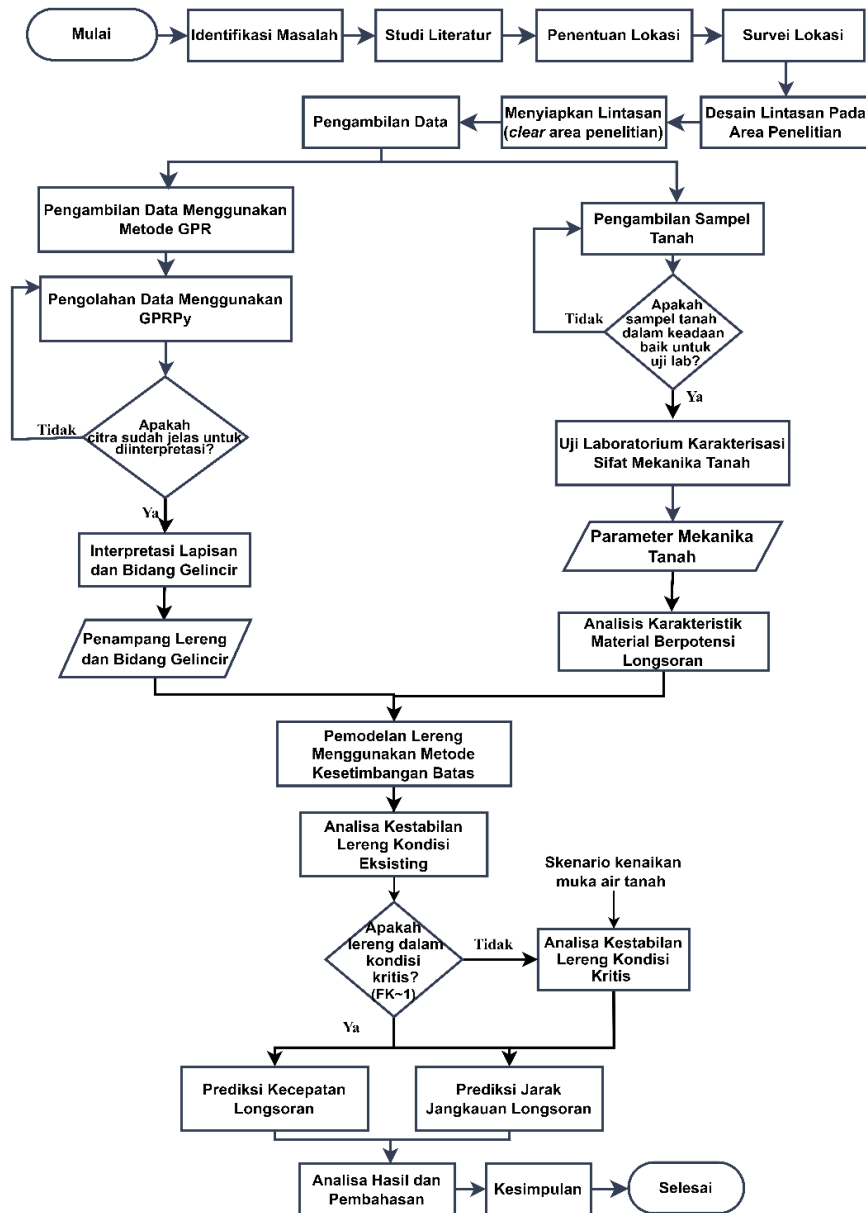 Mulai
Identifikasi Masalah
Studi Literatur
Penentuan Lokasi
Survei Lokasi
Desain Lintasan Pada
Area Penelitian
Menyiapkan Lintasan
(clear area penelitian)
Pengambilan Data
Pengambilan Data Menggunakan
Metode GPR
Pengolahan Data Menggunakan
GPRPy
Tidak
Apakah
citra sudah jelas untuk
diinterpretasi?
Ya
Interpretasi Lapisan
dan Bidang Gelincir
Penampang Lereng
dan Bidang Gelincir
Pengambilan Sampel
Tanah
Tidak
Apakah
sampel tanah
dalam keadaan
baik untuk
uji lab?
Ya
Uji Laboratorium Karakterisasi
Sifat Mekanika Tanah
Parameter Mekanika
Tanah
Analisis Karakteristik
Material Berpotensi
Longsoran
Pemodelan Lereng
Menggunakan Metode
Kesetimbangan Batas
Analisa Kestabilan
Lereng Kondisi
Eksisting
Apakah
lereng dalam
kondisi
kritis?
(FK~1)
Tidak
Skenario kenaikan
muka air tanah
Analisa Kestabilan
Lereng Kondisi
Kritis
Ya
Prediksi Kecepatan
Longsoran
Prediksi Jarak
Jangkauan Longsoran
Analisa Hasil dan
Pembahasan
Kesimpulan
Selesai